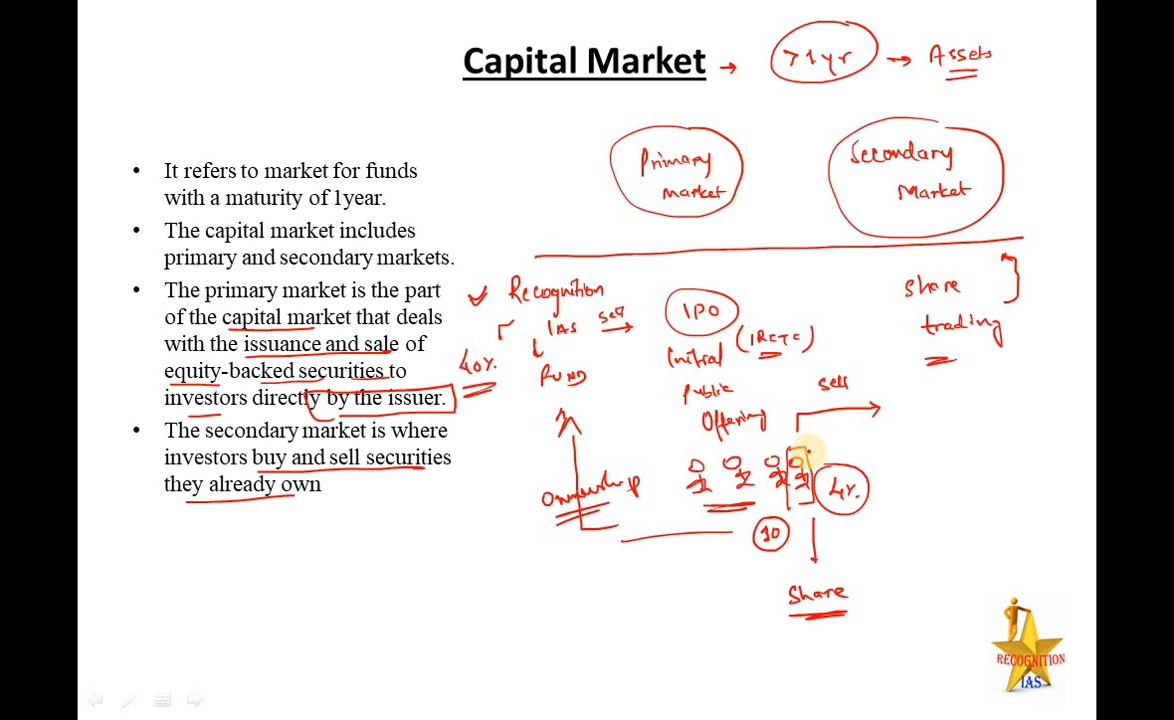 Capital Market → >1yr → Assets
Primary Market
Secondary Market
• It refers to market for funds
with a maturity of 1year.
• The capital market includes
primary and secondary markets.
• The primary market is the part
of the capital market that deals
with the issuance and sale of
equity-backed securities to
investors directly by the issuer.
• The secondary market is where
investors buy and sell securities
they already own
Recognition
IAS
sell
40%.
FUND
Ownership
IPO
Initial
(IRCTC)
Public
Offering
sell
4%.
10
Share
Share
trading
RECOGNITION
IAS